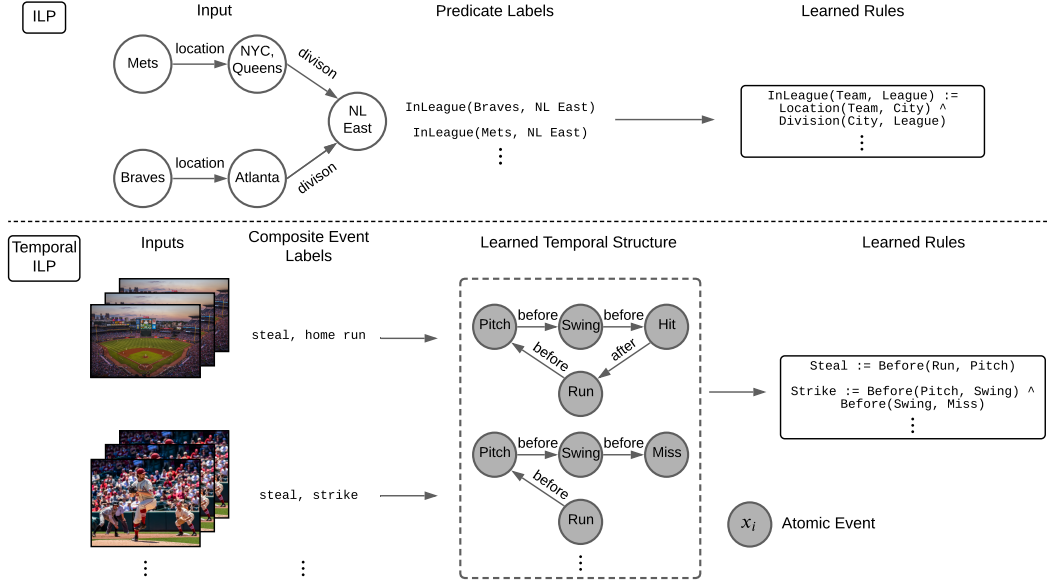 ILP
Input
Predicate Labels
Learned Rules
Mets
location
NYC,
Queens
divison
NL
East
Braves
location
Atlanta
divison
InLeague(Braves, NL East)
InLeague(Mets, NL East)
InLeague(Team, League) :=
Location(Team, City) ^
Division(City, League)
Temporal
ILP
Inputs
Composite Event
Labels
Learned Temporal Structure
Learned Rules
steal, home run
Pitch
before
Swing
before
Hit
before
after
Run
steal, strike
Pitch
before
Swing
before
Miss
before
Run
Steal := Before(Run, Pitch)
Strike := Before(Pitch, Swing) ^
Before(Swing, Miss)
x_i
Atomic Event